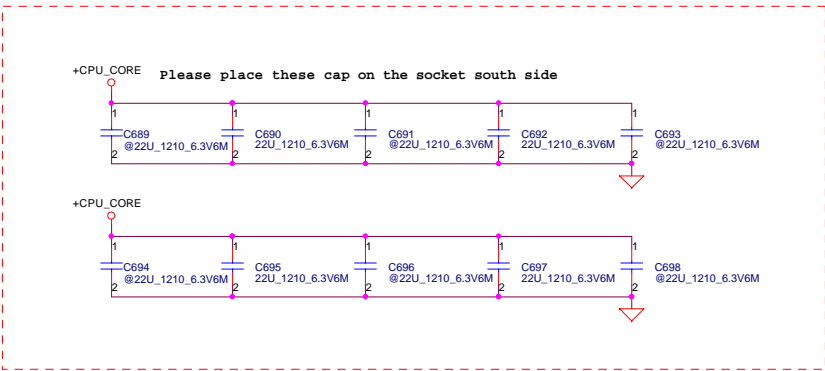 +CPU_CORE
Please place these cap on the socket south side
1 1 1 1 1
C689 C690 C691 C692 C693
@22U_1210_6.3V6M 22U_1210_6.3V6M @22U_1210_6.3V6M 22U_1210_6.3V6M @22U_1210_6.3V6M
2 2 2 2 2
+CPU_CORE
1 1 1 1 1
C694 C695 C696 C697 C698
@22U_1210_6.3V6M 22U_1210_6.3V6M @22U_1210_6.3V6M 22U_1210_6.3V6M @22U_1210_6.3V6M
2 2 2 2 2